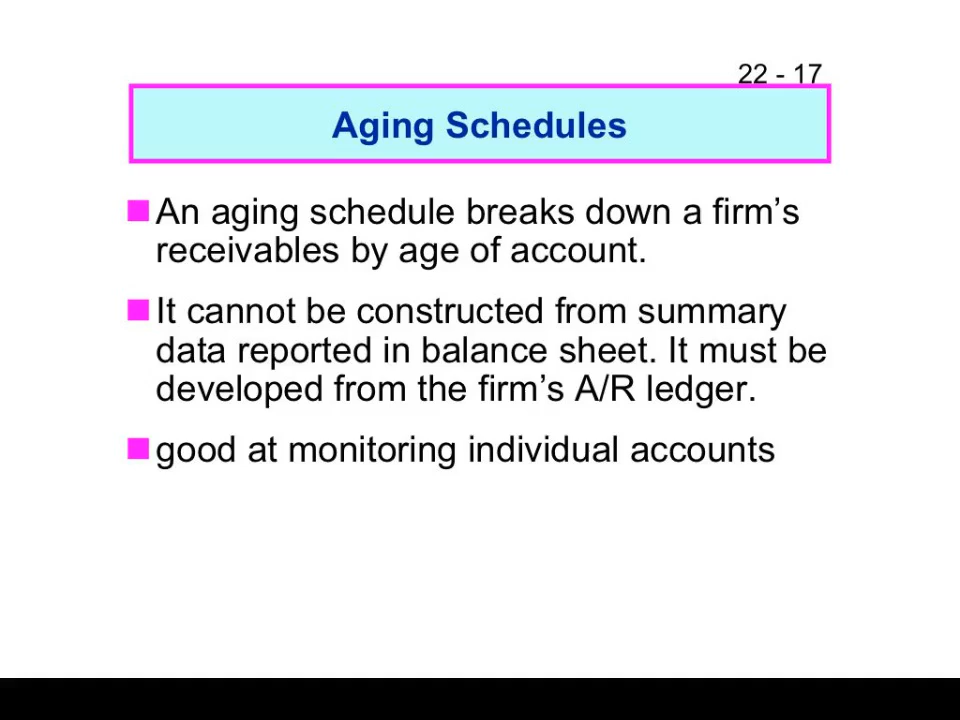 22 - 17
Aging Schedules
An aging schedule breaks down a firm’s
receivables by age of account.
It cannot be constructed from summary
data reported in balance sheet. It must be
developed from the firm’s A/R ledger.
good at monitoring individual accounts